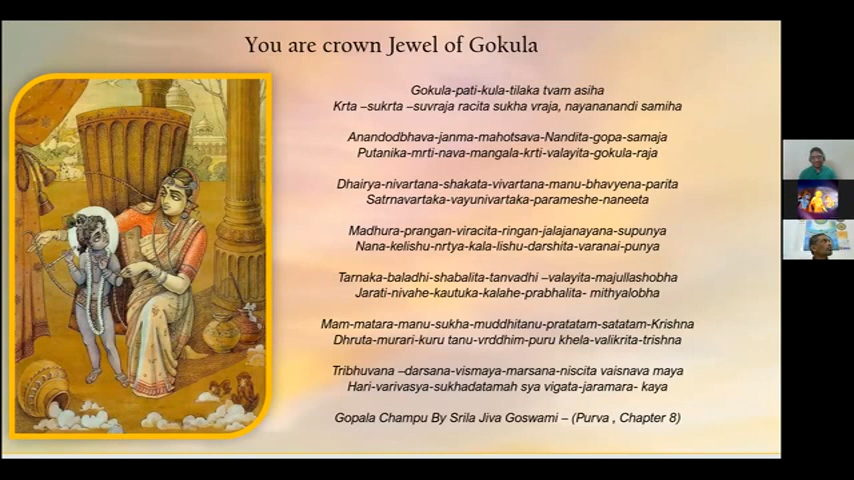 You are crown Jewel of Gokula
Gokula-pati-kula-tilaka tvam asiha
Krta –sukrta –suvraja racita sukha vraja, nayananandi samiha
Anandodbhava-janma-mahotsava-Nandita-gopa-samaja
Putanika-mrti-nava-mangala-krti-valayita-gokula-raja
Dhairya-nivartana-shakata-vivartana-manu-bhavyena-parita
Satrnavartaka-vayunivartaka-parameshe-naneeta
Madhura-prangan-viracita-ringan-jalajanayana-supunya
Nana-kelishu-nrtya-kala-lishu-darshita-varanai-punya
Tarnaka-baladhi-shabalita-tanvadhi –valayita-majullashobha
Jarati-nivahe-kautuka-kalahe-prabhalita- mithyalobha
Mam-matara-manu-sukha-muddhitanu-pratatam-satatam-Krishna
Dhruta-murari-kuru tanu-vrddhim-puru khela-valikrita-trishna
Tribhuvana –darsana-vismaya-marsana-niscita vaisnava maya
Hari-varivasya-sukhadatamah sya vigata-jaramara- kaya
Gopala Champu By Srila Jiva Goswami – (Purva , Chapter 8)